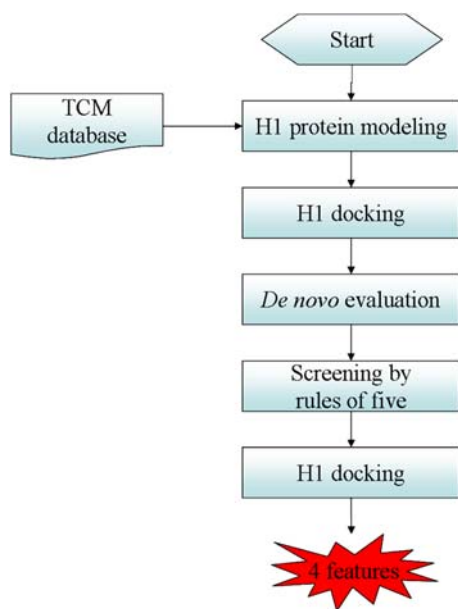 Start
TCM
database
H1 protein modeling
H1 docking
De novo evaluation
Screening by
rules of five
H1 docking
4 features